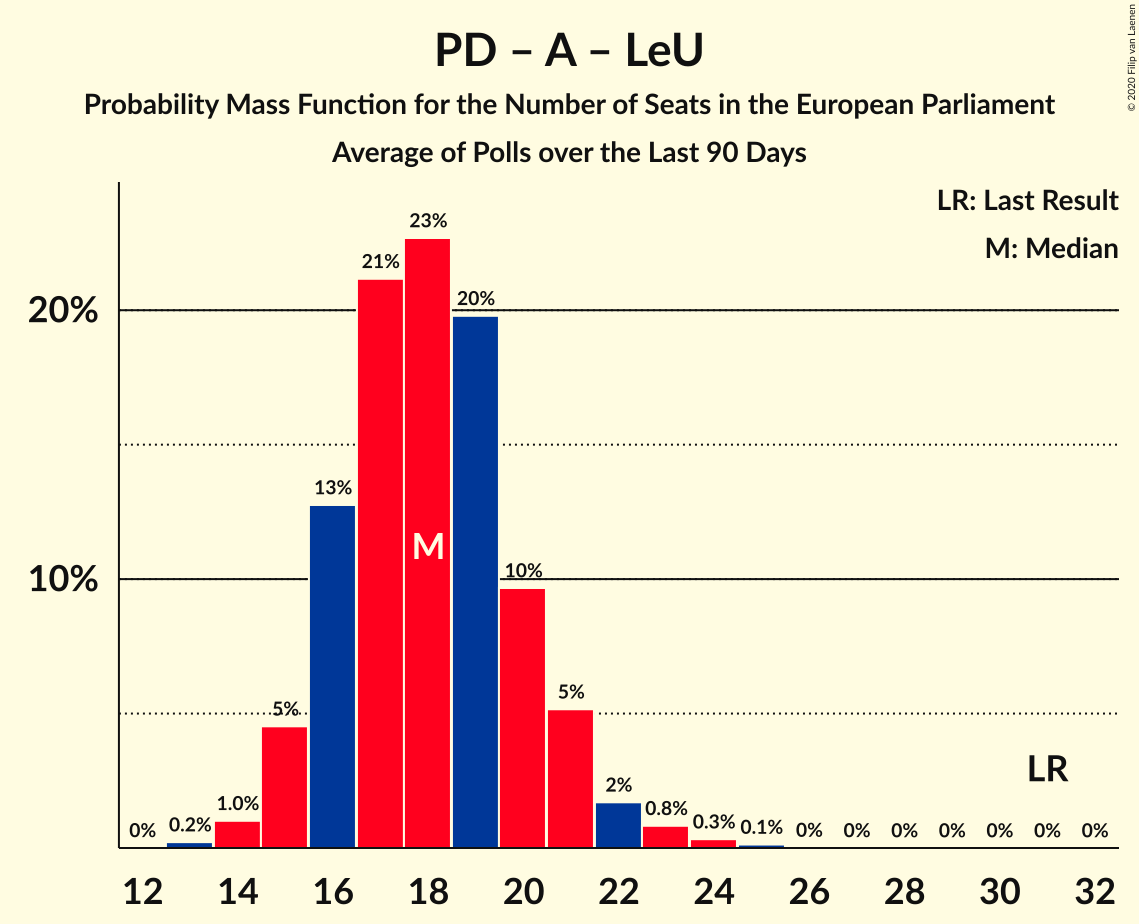 PD – A – LeU
Probability Mass Function for the Number of Seats in the European Parliament
Average of Polls over the Last 90 Days
© 2020 Filip van Laenen
LR: Last Result
M: Median
20%
10%
0%
0.2%
1.0%
5%
13%
21%
23%
20%
10%
5%
2%
0.8%
0.3%
0.1%
0%
0%
0%
0%
0%
0%
0%
M
LR
12 14 16 18 20 22 24 26 28 30 32